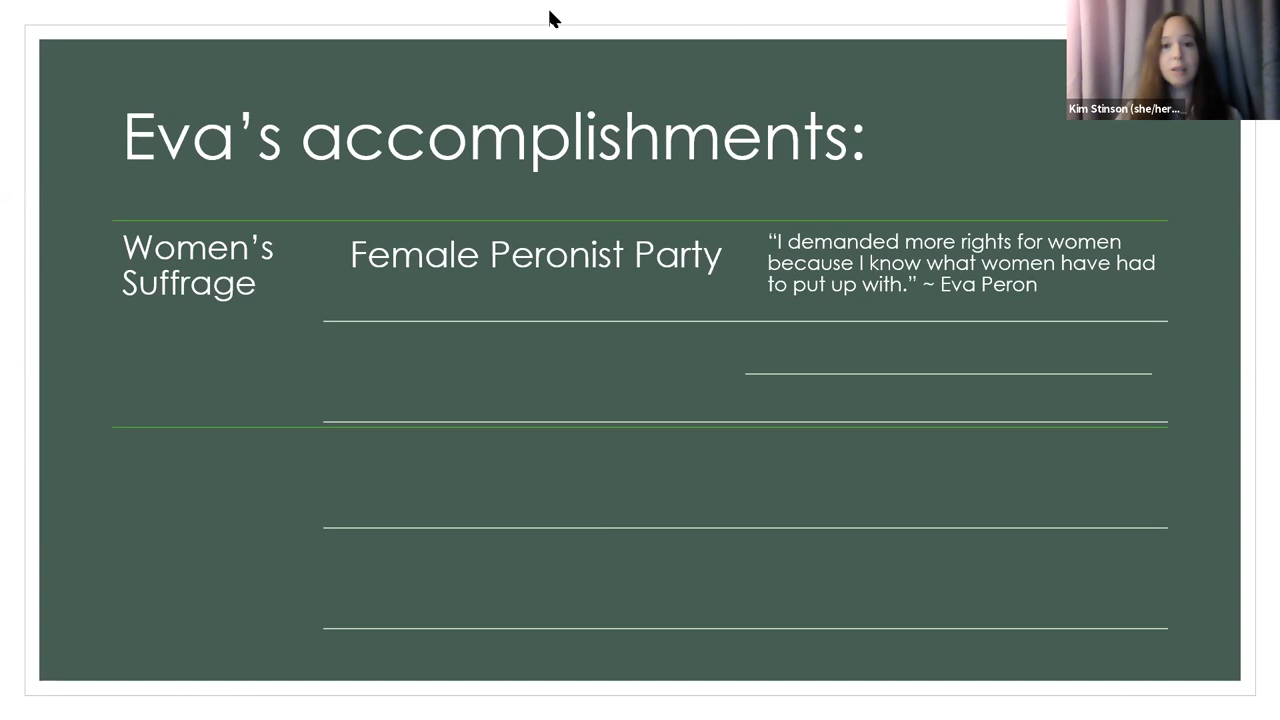 Kim Stinson (she/her...
Eva’s accomplishments:
Women’s
Suffrage
Female Peronist Party
“I demanded more rights for women
because I know what women have had
to put up with.” ~ Eva Peron